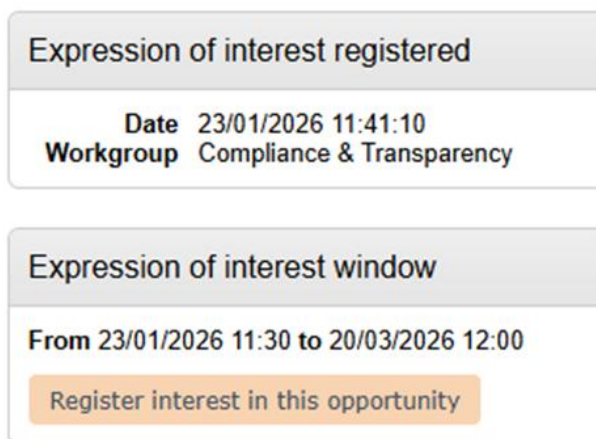 Expression of interest registered
Date 23/01/2026 11:41:10
Workgroup Compliance & Transparency
Expression of interest window
From 23/01/2026 11:30 to 20/03/2026 12:00
Register interest in this opportunity